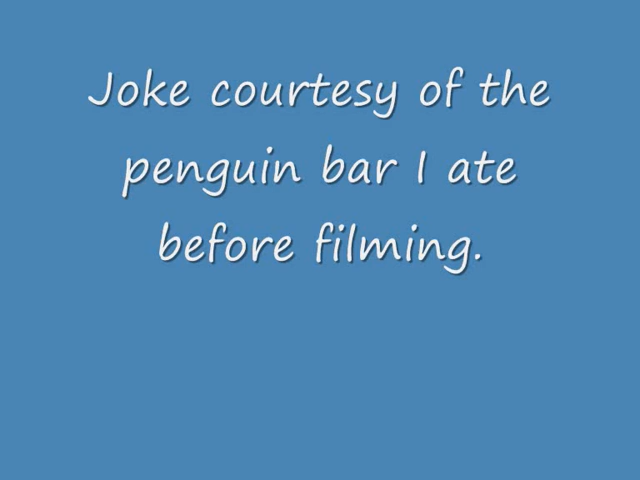 Joke courtesy of the
penguin bar I ate
before filming.